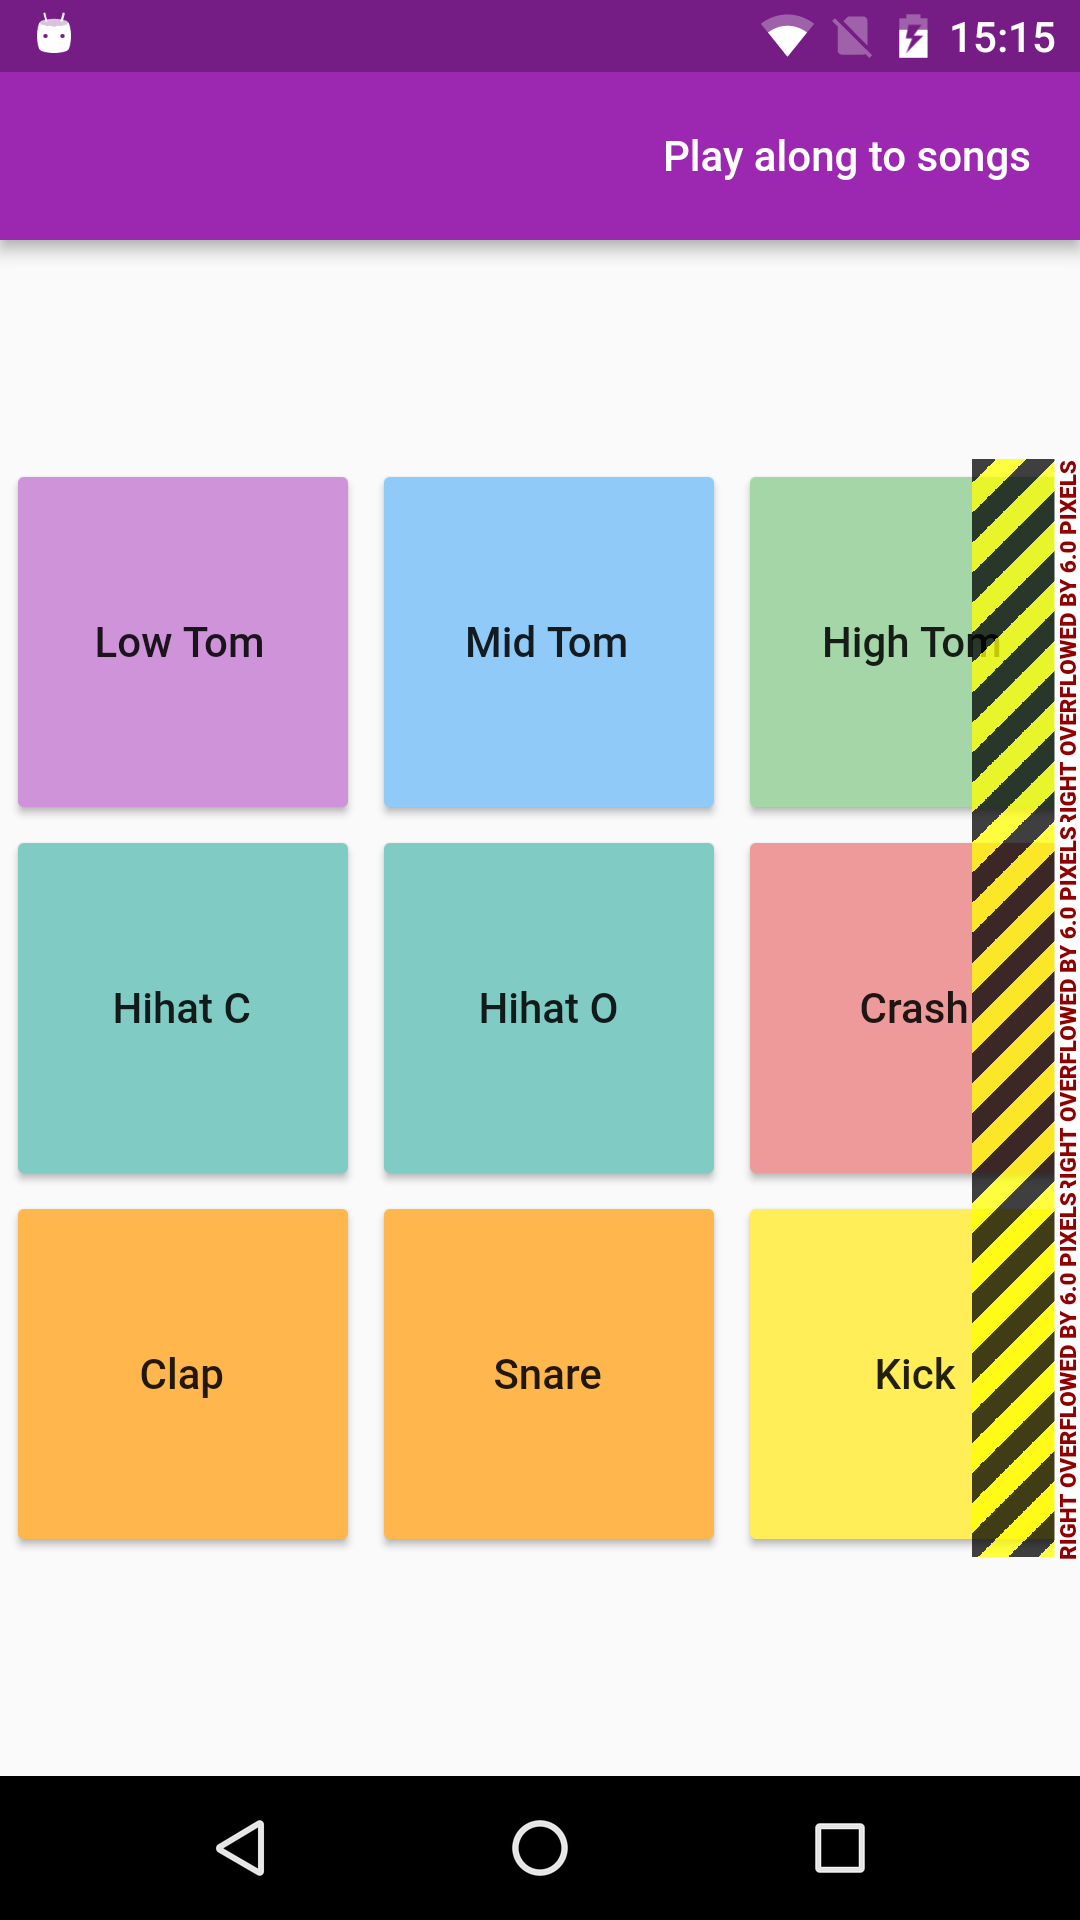 15:15
Play along to songs
Low Tom
Mid Tom
High Tom
Hihat C
Hihat O
Crash
Clap
Snare
Kick
RIGHT OVERFLOWED BY 6.0 PIXELS
RIGHT OVERFLOWED BY 6.0 PIXELS
RIGHT OVERFLOWED BY 6.0 PIXELS